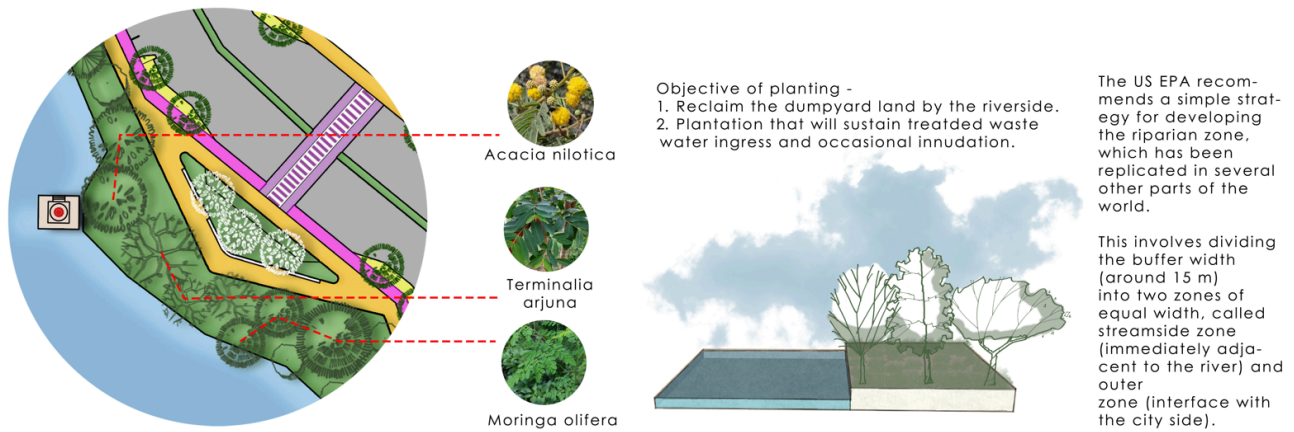 Acacia nilotica
Terminalia
arjuna
Moringa olifera
Objective of planting -
1. Reclaim the dumpyard land by the riverside.
2. Plantation that will sustain treatded waste
water ingress and occasional innudation.
The US EPA recom-
mends a simple strat-
egy for developing
the riparian zone,
which has been
replicated in several
other parts of the
world.
This involves dividing
the buffer width
(around 15 m)
into two zones of
equal width, called
streamside zone
(immediately adja-
cent to the river) and
outer
zone (interface with
the city side).